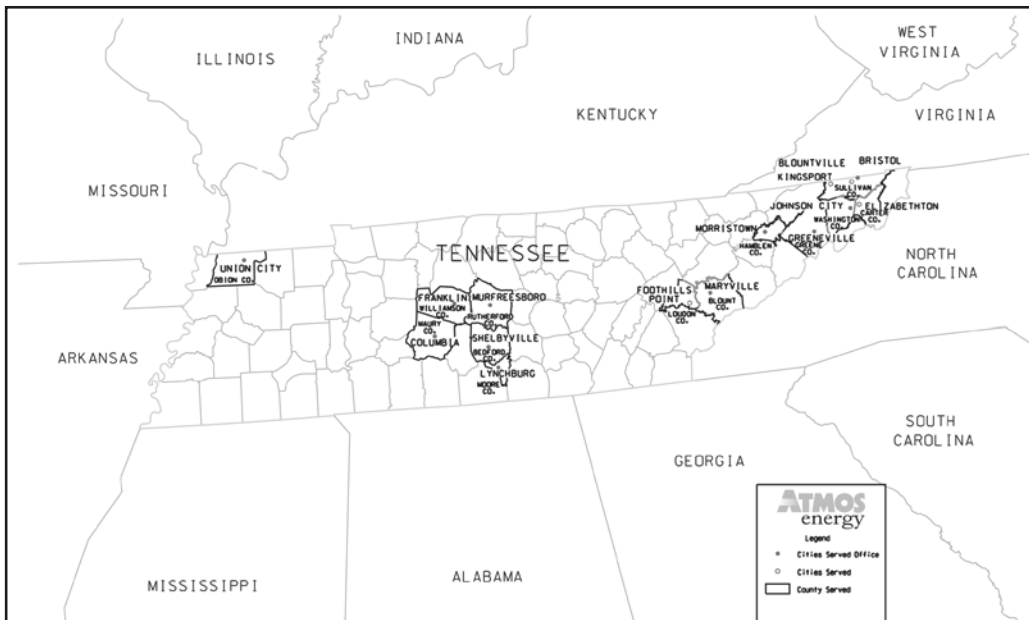 WEST
VIRGINIA
INDIANA
ILLINOIS
KENTUCKY
VIRGINIA
BLOUNTVILLE
BRISTOL
KINGSPORT
SULLIVAN
CO.
MISSOURI
JOHNSON CITY
ELIZABETHTON
CARTER
CO.
WASHINGTON
CO.
MORRISTOWN
GREENEVILLE
GREENE
CO.
HAMBLEN
CO.
TENNESSEE
NORTH
CAROLINA
UNION CITY
OBION CO.
FOOTHILLS
POINT
MARYVILLE
BLOUNT
CO.
LOUDON
CO.
FRANKLIN
WILLIAMSON
CO.
MURFREESBORO
RUTHERFORD
CO.
MAURY
CO.
COLUMBIA
SHELBYVILLE
BEDFORD
CO.
LYNCHBURG
MOORE
CO.
ARKANSAS
SOUTH
CAROLINA
GEORGIA
MISSISSIPPI
ALABAMA
ATMOS
energy
Legend
Cities Served Office
Cities Served
County Served